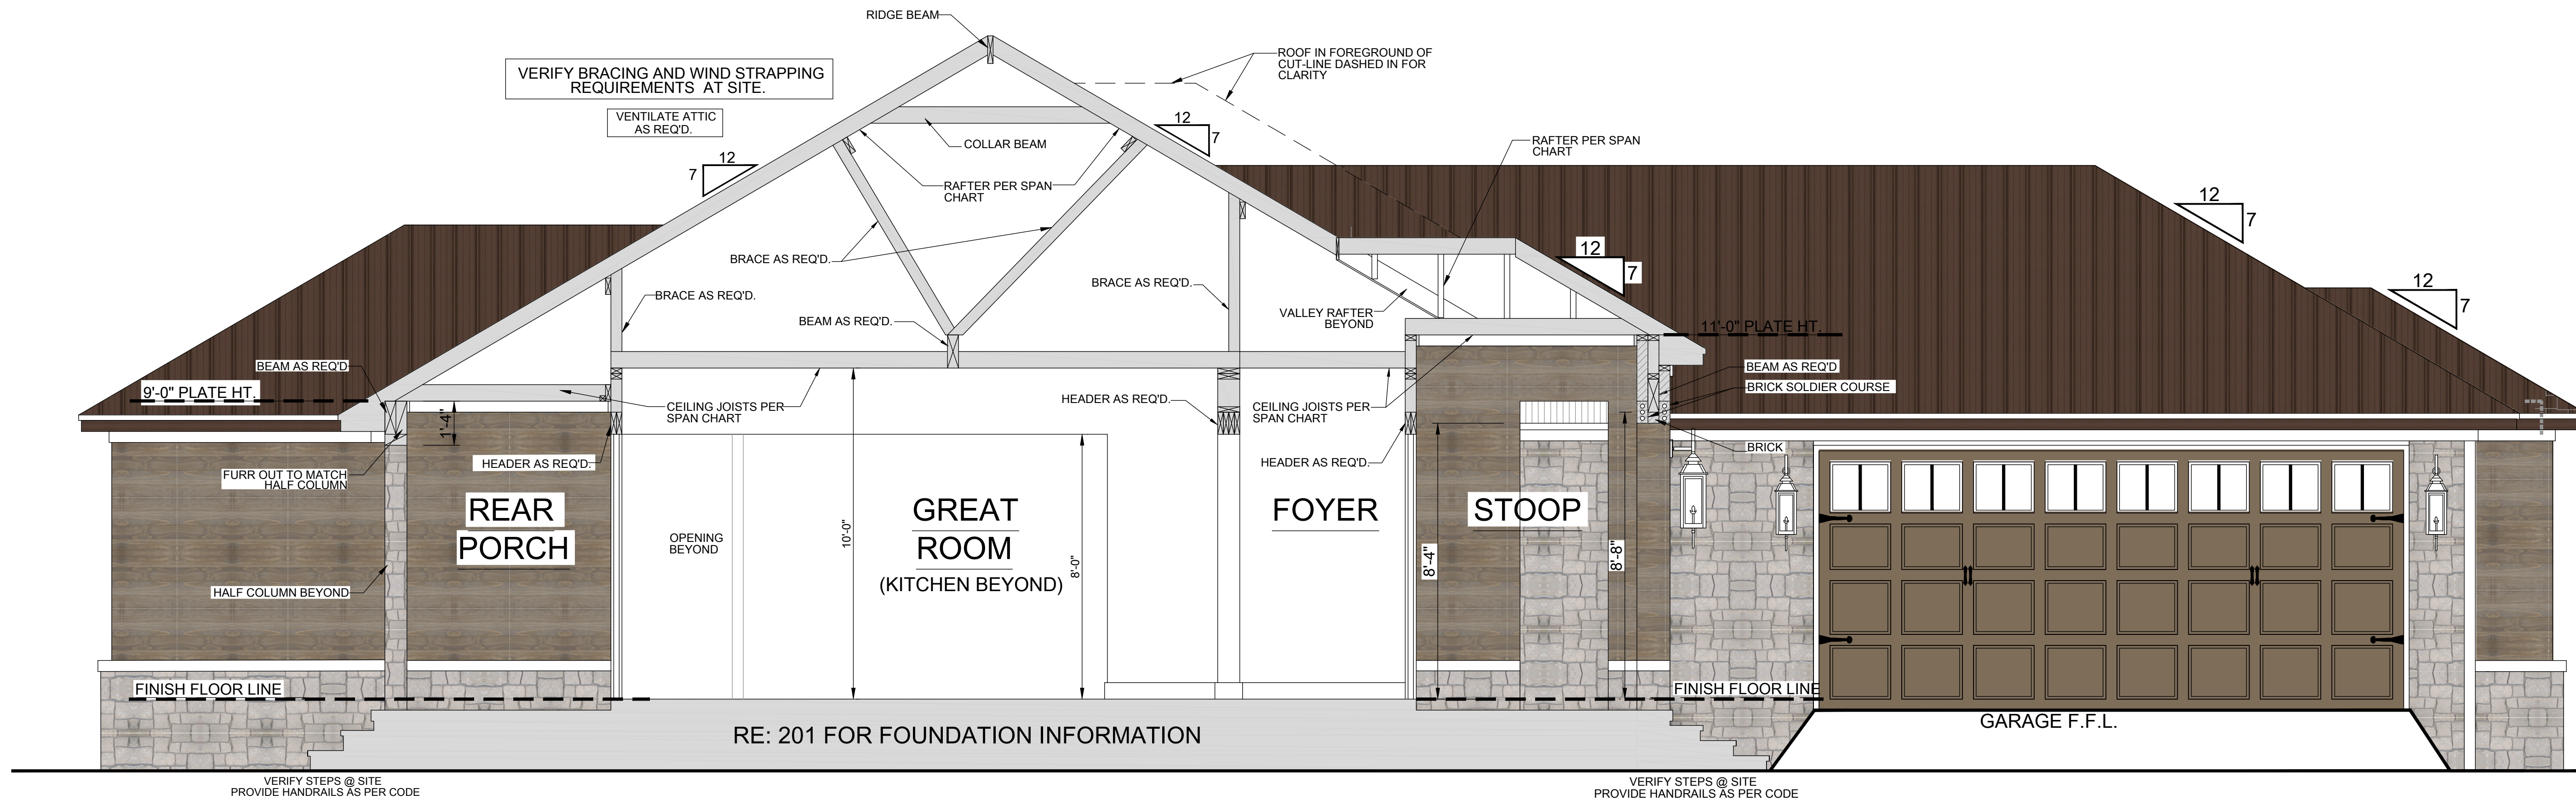 RIDGE BEAM
VERIFY BRACING AND WIND STRAPPING
REQUIREMENTS AT SITE.
VENTILATE ATTIC
AS REQ'D.
ROOF IN FOREGROUND OF
CUT-LINE DASHED IN FOR
CLARITY
12
7
12
7
COLLAR BEAM
RAFTER PER SPAN
CHART
RAFTER PER SPAN
CHART
12
7
12
7
12
7
BRACE AS REQ'D.
BRACE AS REQ'D.
BRACE AS REQ'D.
BEAM AS REQ'D.
VALLEY RAFTER
BEYOND
11'-0" PLATE HT.
BEAM AS REQ'D
9'-0" PLATE HT.
1'-4"
CEILING JOISTS PER
SPAN CHART
HEADER AS REQ'D.
CEILING JOISTS PER
SPAN CHART
BEAM AS REQ'D
BRICK SOLDIER COURSE
BRICK
FURR OUT TO MATCH
HALF COLUMN
HEADER AS REQ'D.
HEADER AS REQ'D.
REAR
PORCH
OPENING
BEYOND
10'-0"
GREAT
ROOM
(KITCHEN BEYOND)
8'-0"
FOYER
STOOP
8'-4"
8'-8"
HALF COLUMN BEYOND
FINISH FLOOR LINE
FINISH FLOOR LINE
RE: 201 FOR FOUNDATION INFORMATION
GARAGE F.F.L.
VERIFY STEPS @ SITE
PROVIDE HANDRAILS AS PER CODE
VERIFY STEPS @ SITE
PROVIDE HANDRAILS AS PER CODE